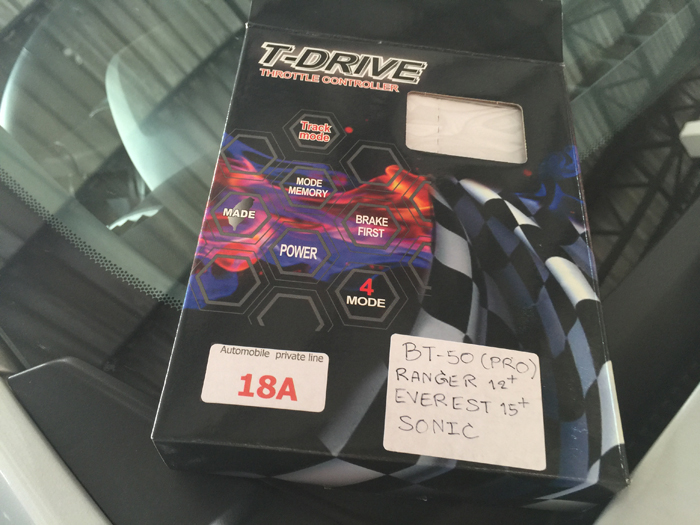 T-DRIVE
THROTTLE CONTROLLER
Track
mode
MODE
MEMORY
MADE
BRAKE
FIRST
POWER
4
MODE
Automobile private line
18A
BT-50 (PRO)
RANGER 12+
EVEREST 15+
SONIC